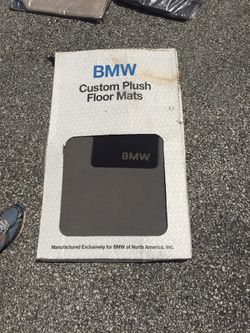 BMW
Custom Plush
Floor Mats
BMW
Manufactured Exclusively for BMW of North America, Inc.